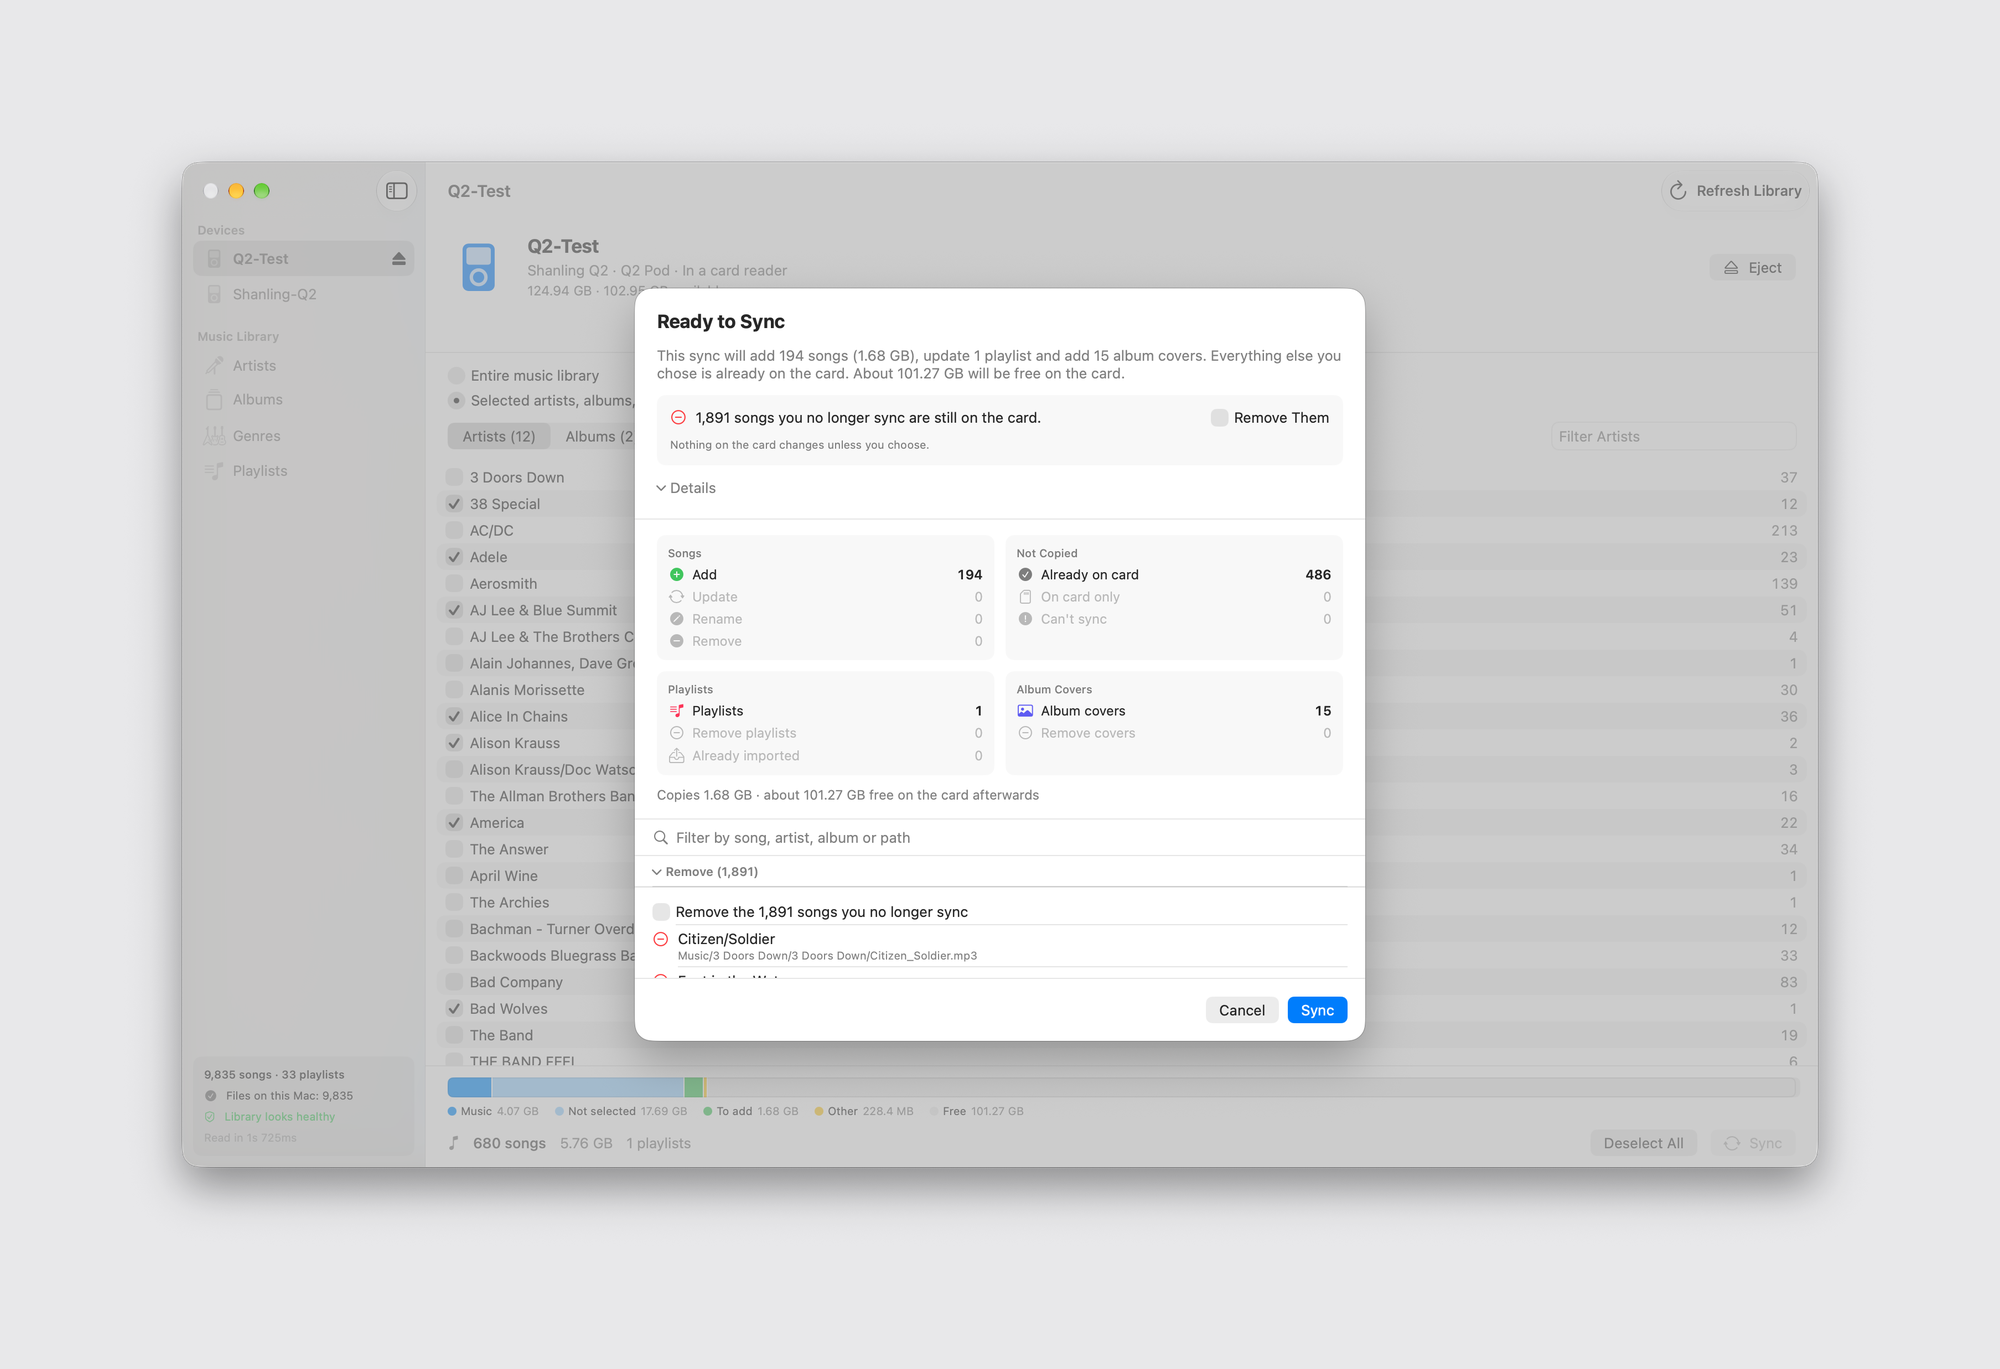 Q2-Test
Refresh Library
Devices
Q2-Test
Shanling-Q2
Music Library
Artists
Albums
Genres
Playlists
9,835 songs · 33 playlists
Files on this Mac: 9,835
Library looks healthy
Read in 1s 725ms
Q2-Test
Shanling Q2 · Q2 Pod · In a card reader
124.94 GB · 102.95 GB
Eject
Entire music library
Selected artists, albums,
Artists (12)
Albums (2
Filter Artists
3 Doors Down 37
38 Special 12
AC/DC 213
Adele 23
Aerosmith 139
AJ Lee & Blue Summit 51
AJ Lee & The Brothers C 4
Alain Johannes, Dave Gr 1
Alanis Morissette 30
Alice In Chains 36
Alison Krauss 2
Alison Krauss/Doc Watso 3
The Allman Brothers Ban 16
America 22
The Answer 34
April Wine 1
The Archies 1
Bachman - Turner Overd 12
Backwoods Bluegrass Ba 33
Bad Company 83
Bad Wolves 1
The Band 19
THE BAND FEEL 6
Ready to Sync
This sync will add 194 songs (1.68 GB), update 1 playlist and add 15 album covers. Everything else you
chose is already on the card. About 101.27 GB will be free on the card.
1,891 songs you no longer sync are still on the card.
Remove Them
Nothing on the card changes unless you choose.
Details
Songs
Add 194
Update 0
Rename 0
Remove 0
Not Copied
Already on card 486
On card only 0
Can't sync 0
Playlists
Playlists 1
Remove playlists 0
Already imported 0
Album Covers
Album covers 15
Remove covers 0
Copies 1.68 GB · about 101.27 GB free on the card afterwards
Filter by song, artist, album or path
Remove (1,891)
Remove the 1,891 songs you no longer sync
Citizen/Soldier
Music/3 Doors Down/3 Doors Down/Citizen_Soldier.mp3
Cancel
Sync
Music 4.07 GB
Not selected 17.69 GB
To add 1.68 GB
Other 228.4 MB
Free 101.27 GB
680 songs 5.76 GB 1 playlists
Deselect All
Sync